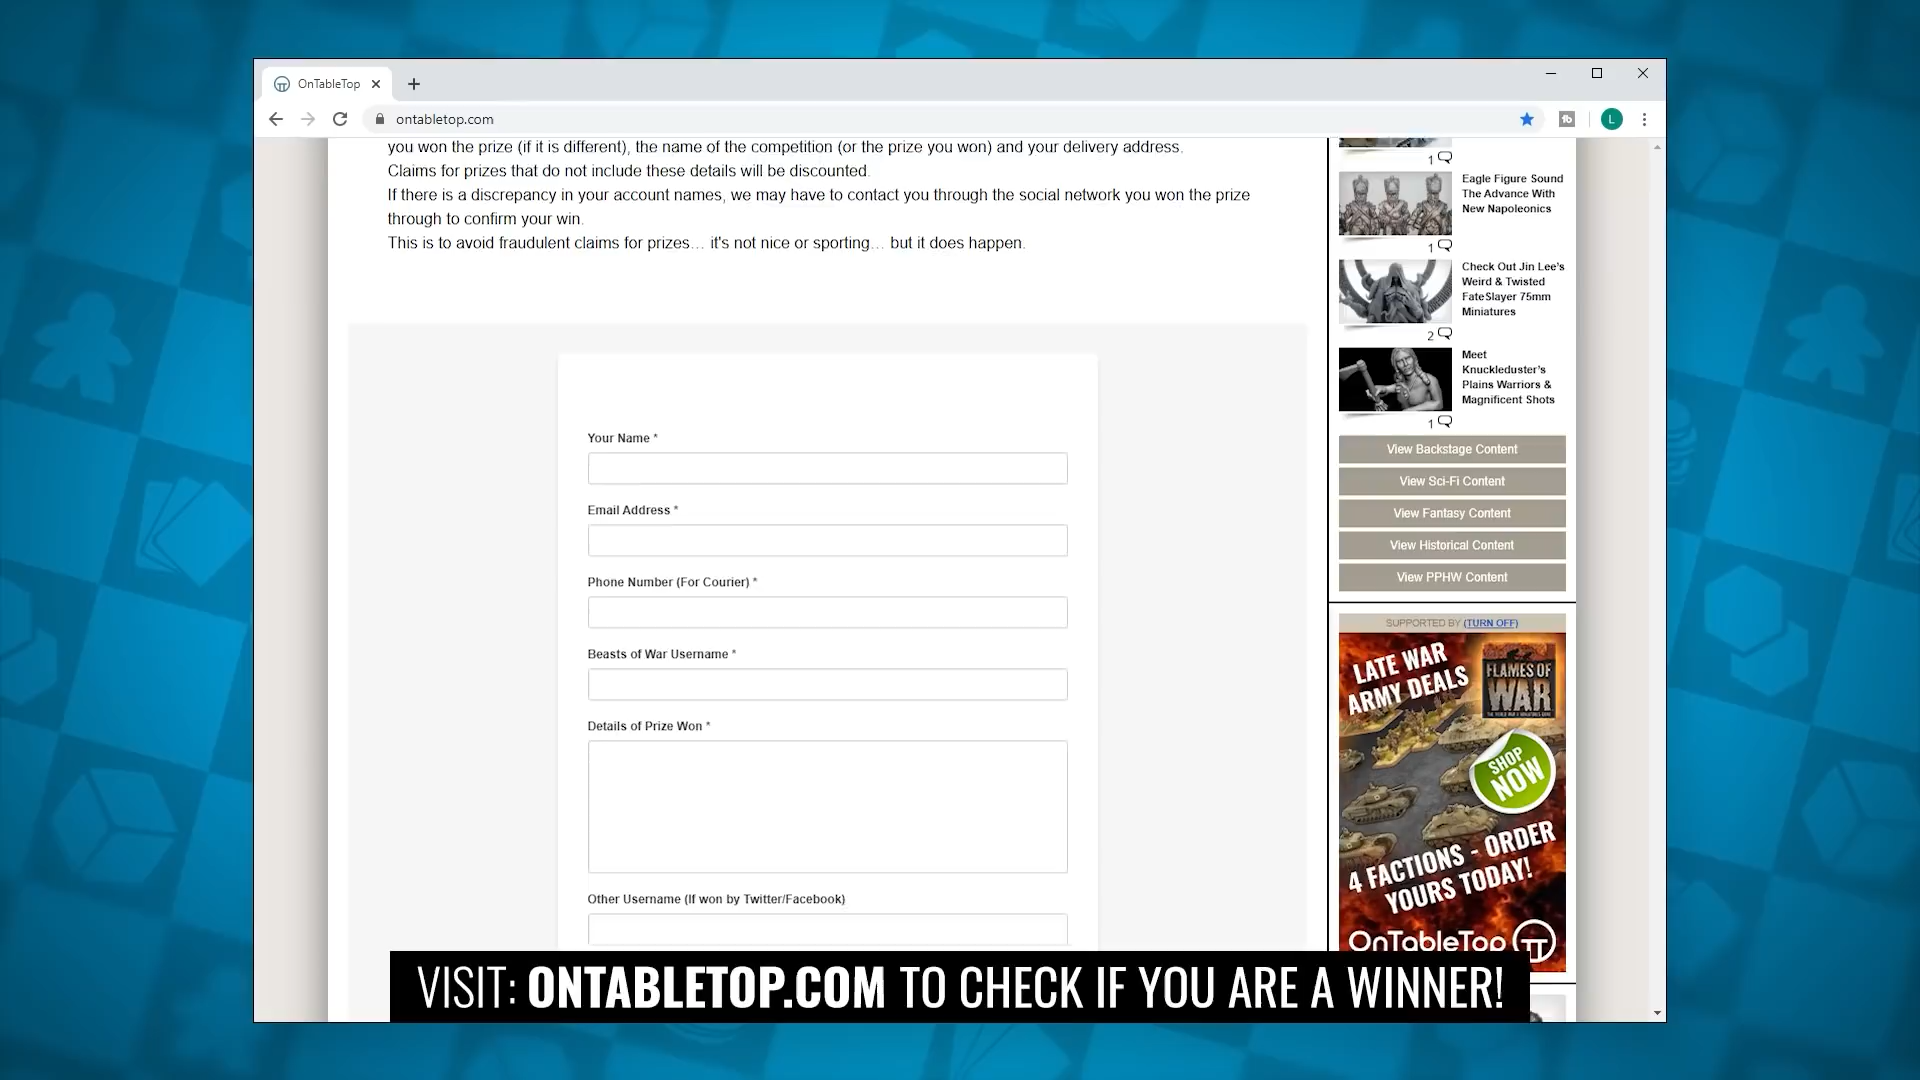 OnTableTop
ontabletop.com
L
you won the prize (if it is different), the name of the competition (or the prize you won) and your delivery address.
Claims for prizes that do not include these details will be discounted.
If there is a discrepancy in your account names, we may have to contact you through the social network you won the prize
through to confirm your win.
This is to avoid fraudulent claims for prizes… it's not nice or sporting… but it does happen.
Your Name *
Email Address *
Phone Number (For Courier) *
Beasts of War Username *
Details of Prize Won *
Other Username (If won by Twitter/Facebook)
1
Eagle Figure Sound
The Advance With
New Napoleonics
1
Check Out Jin Lee's
Weird & Twisted
FateSlayer 75mm
Miniatures
2
Meet
Knuckleduster's
Plains Warriors &
Magnificent Shots
1
View Backstage Content
View Sci-Fi Content
View Fantasy Content
View Historical Content
View PPHW Content
SUPPORTED BY (TURN OFF)
LATE WAR
ARMY DEALS
FLAMES OF
WAR
SHOP
NOW
4 FACTIONS - ORDER
YOURS TODAY!
OnTableTop
VISIT: ONTABLETOP.COM TO CHECK IF YOU ARE A WINNER!